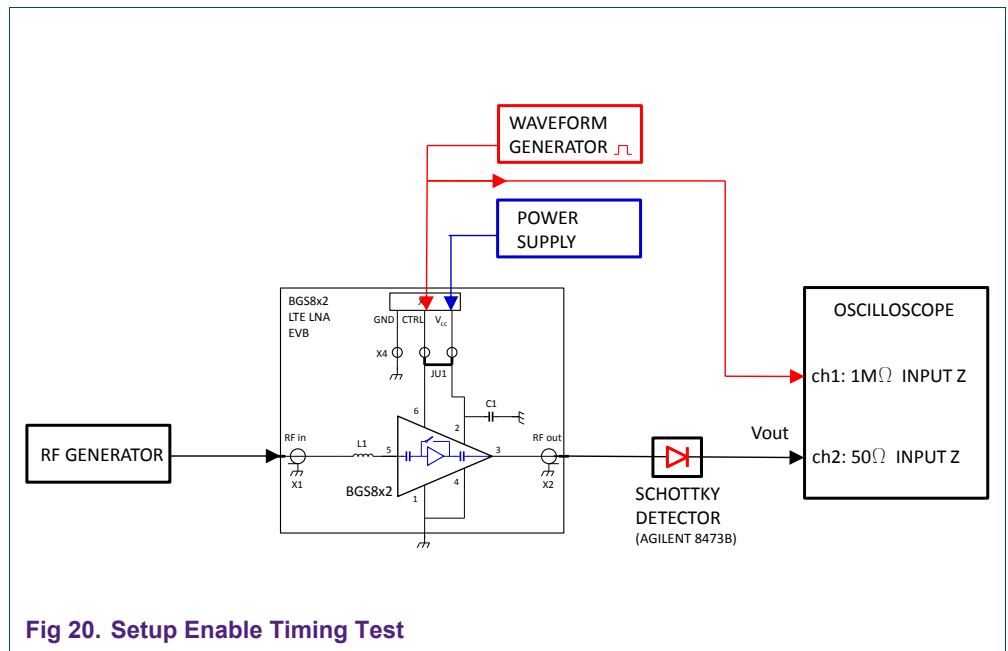 WAVEFORM
GENERATOR
POWER
SUPPLY
BGS8x2
LTE LNA
EVB
GND CTRL Vcc
X4
JU1
OSCILLOSCOPE
ch1: 1MΩ INPUT Z
C1
6
2
RF in
L1
5
3
RF out
Vout
RF GENERATOR
ch2: 50Ω INPUT Z
X1
BGS8x2
1
4
X2
SCHOTTKY
DETECTOR
(AGILENT 8473B)
Fig 20. Setup Enable Timing Test